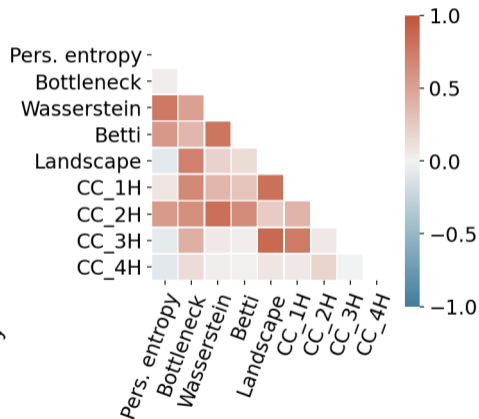 Pers. entropy
Bottleneck
Wasserstein
Betti
Landscape
CC_1H
CC_2H
CC_3H
CC_4H
Pers. entropy
Bottleneck
Wasserstein
Betti
Landscape
CC_1H
CC_2H
CC_3H
CC_4H
1.0
0.5
0.0
−0.5
−1.0